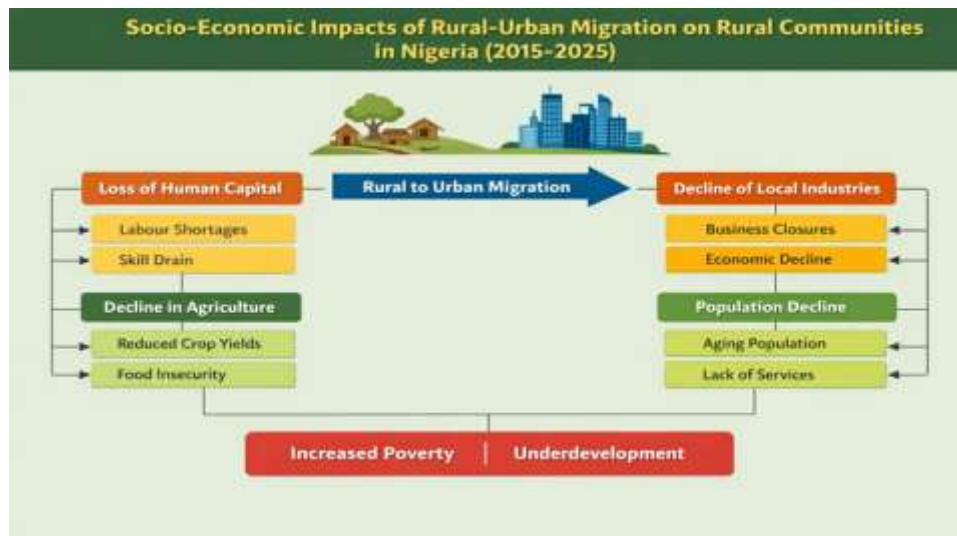 Socio-Economic Impacts of Rural-Urban Migration on Rural Communities
in Nigeria (2015-2025)
Loss of Human Capital
Rural to Urban Migration
Decline of Local Industries
Labour Shortages
Skill Drain
Business Closures
Economic Decline
Decline in Agriculture
Reduced Crop Yields
Food Insecurity
Population Decline
Aging Population
Lack of Services
Increased Poverty | Underdevelopment